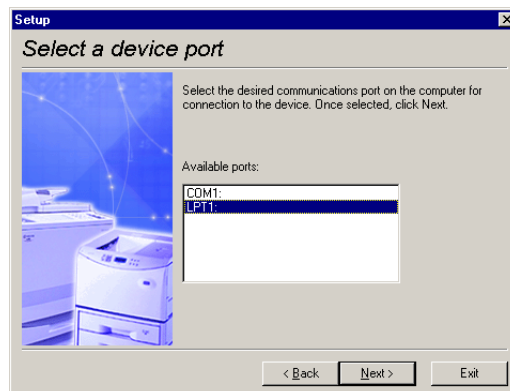 Setup
Select a device port
Select the desired communications port on the computer for
connection to the device. Once selected, click Next.
Available ports:
COM1:
LPT1:
< Back
Next >
Exit